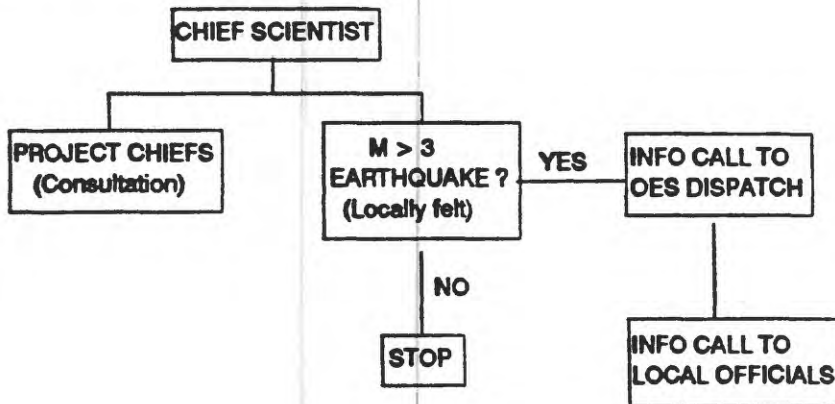 CHIEF SCIENTIST
PROJECT CHIEFS
(Consultation)
M > 3
EARTHQUAKE ?
(Locally felt)
YES
INFO CALL TO
OES DISPATCH
NO
STOP
INFO CALL TO
LOCAL OFFICIALS